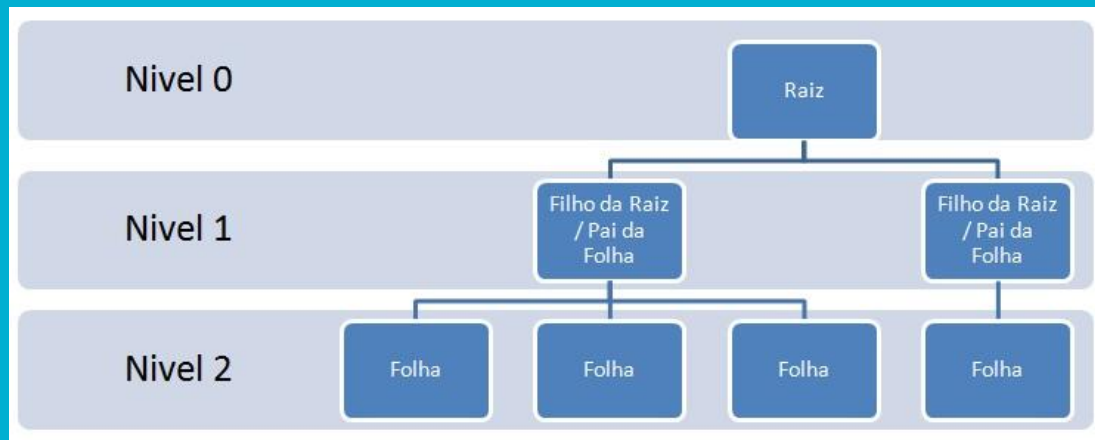 Nivel 0
Raiz
Nivel 1
Filho da Raiz
/ Pai da
Folha
Filho da Raiz
/ Pai da
Folha
Nivel 2
Folha
Folha
Folha
Folha